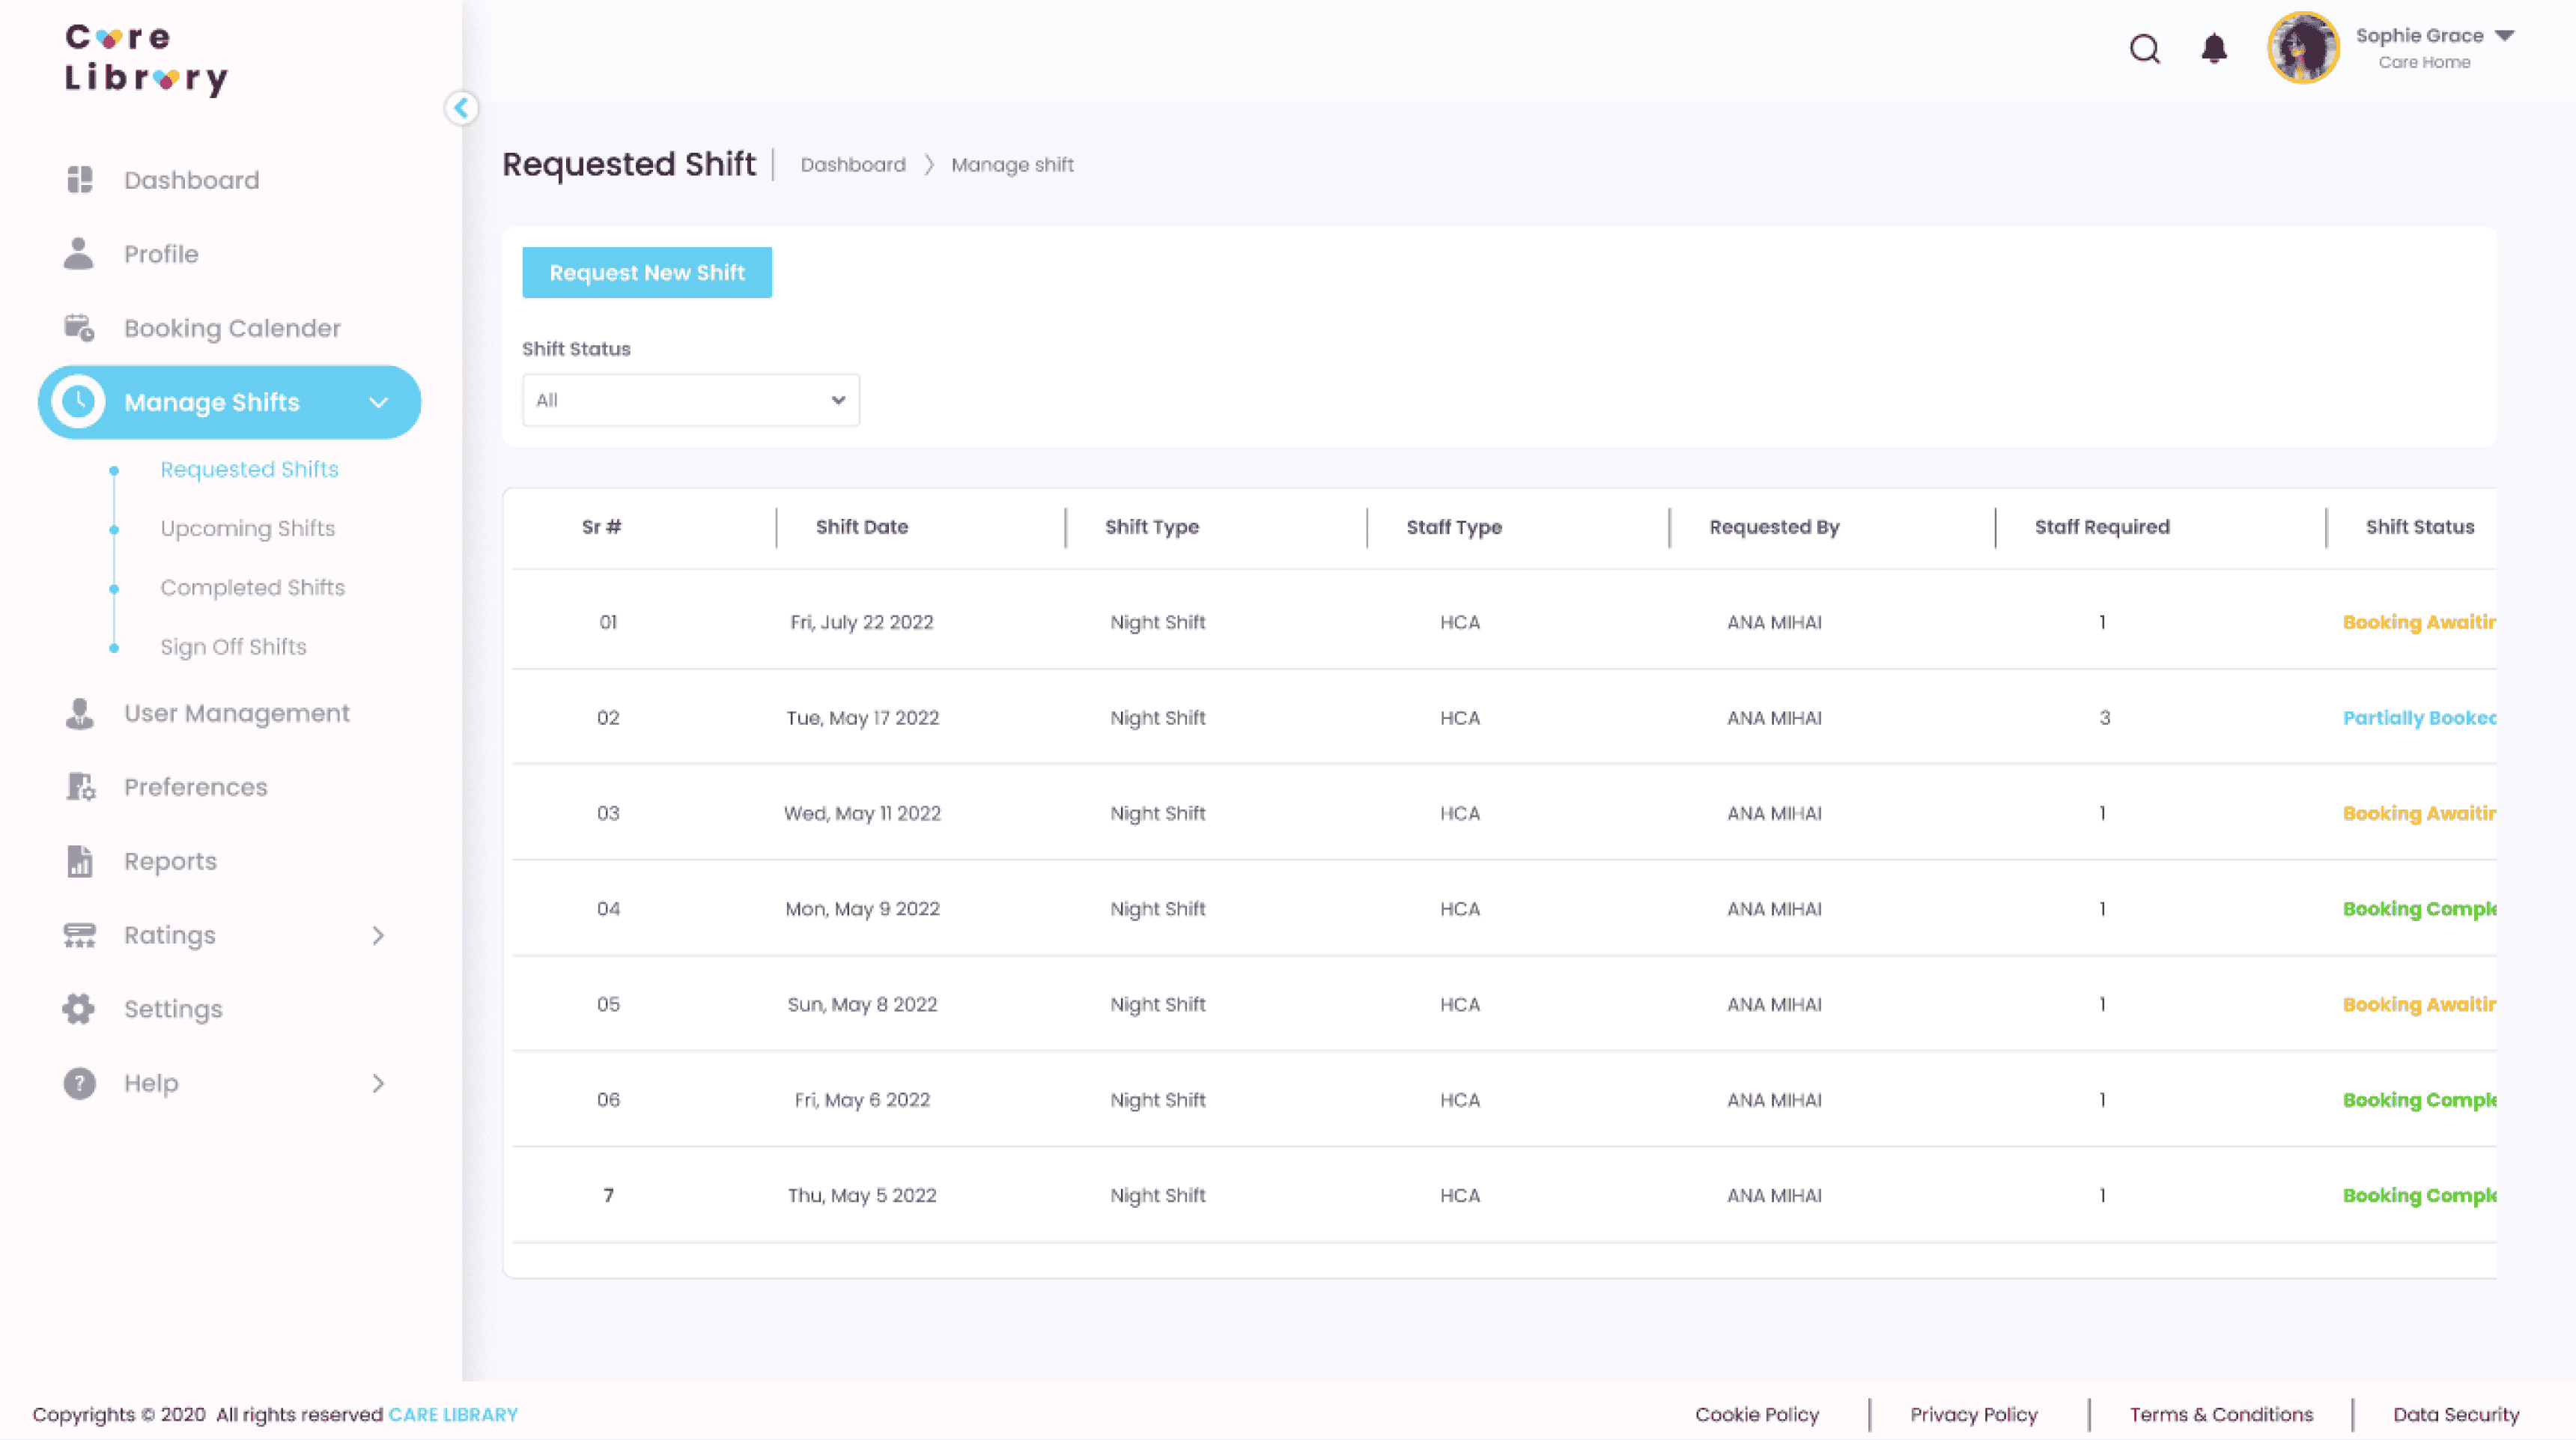 Care
Library
Sophie Grace
Care Home
Dashboard
Profile
Booking Calender
Manage Shifts
Requested Shifts
Upcoming Shifts
Completed Shifts
Sign Off Shifts
User Management
Preferences
Reports
Ratings
Settings
Help
Requested Shift Dashboard Manage shift
Request New Shift
Shift Status
All
Sr # Shift Date Shift Type Staff Type Requested By Staff Required Shift Status
01 Fri, July 22 2022 Night Shift HCA ANA MIHAI 1 Booking Awaitin
02 Tue, May 17 2022 Night Shift HCA ANA MIHAI 3 Partially Booked
03 Wed, May 11 2022 Night Shift HCA ANA MIHAI 1 Booking Awaitin
04 Mon, May 9 2022 Night Shift HCA ANA MIHAI 1 Booking Comple
05 Sun, May 8 2022 Night Shift HCA ANA MIHAI 1 Booking Awaitin
06 Fri, May 6 2022 Night Shift HCA ANA MIHAI 1 Booking Comple
7 Thu, May 5 2022 Night Shift HCA ANA MIHAI 1 Booking Comple
Copyrights © 2020 All rights reserved CARE LIBRARY
Cookie Policy Privacy Policy Terms & Conditions Data Security